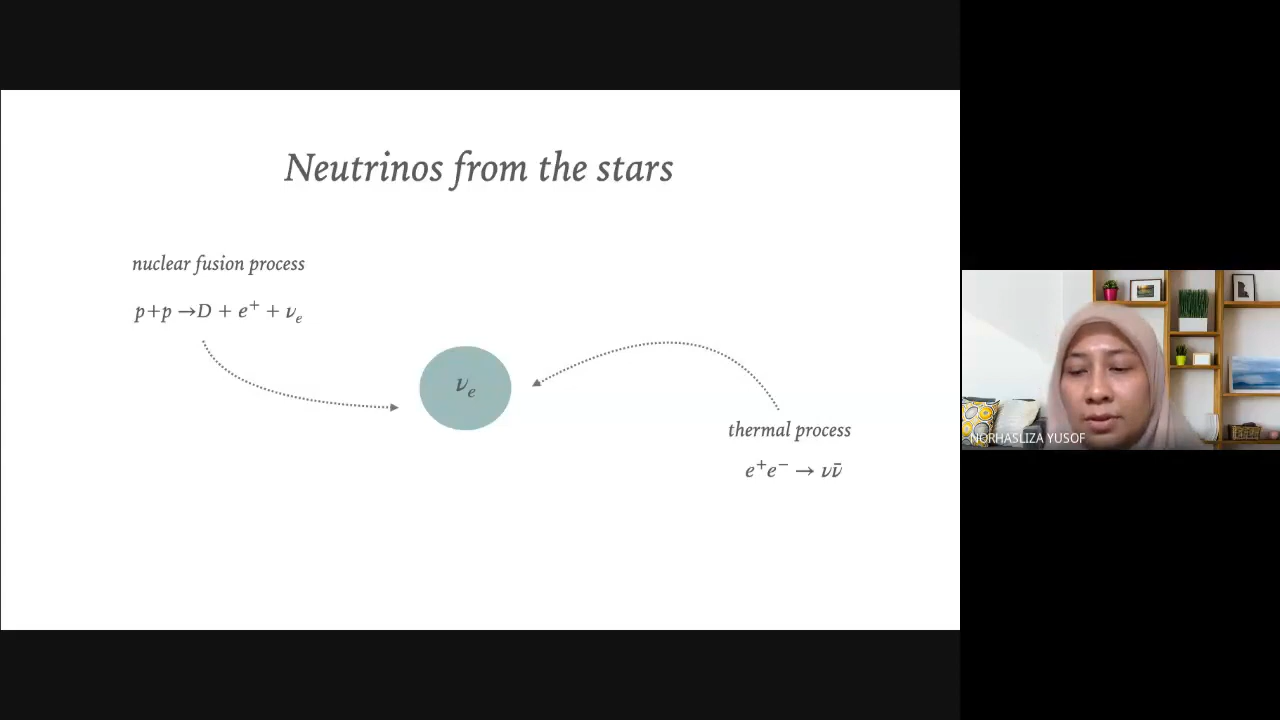 Neutrinos from the stars
nuclear fusion process
p+p →D + e⁺ + νₑ
νₑ
thermal process
e⁺e⁻ → νν̄
NORHASLIZA YUSOF